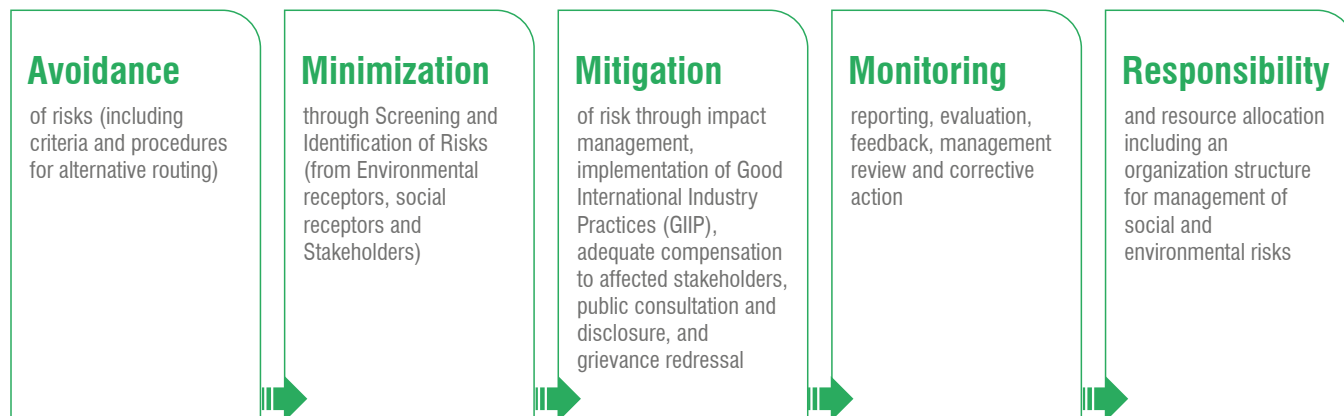 Avoidance
of risks (including
criteria and procedures
for alternative routing)
Minimization
through Screening and
Identification of Risks
(from Environmental
receptors, social
receptors and
Stakeholders)
Mitigation
of risk through impact
management,
implementation of Good
International Industry
Practices (GIIP),
adequate compensation
to affected stakeholders,
public consultation and
disclosure, and
grievance redressal
Monitoring
reporting, evaluation,
feedback, management
review and corrective
action
Responsibility
and resource allocation
including an
organization structure
for management of
social and
environmental risks